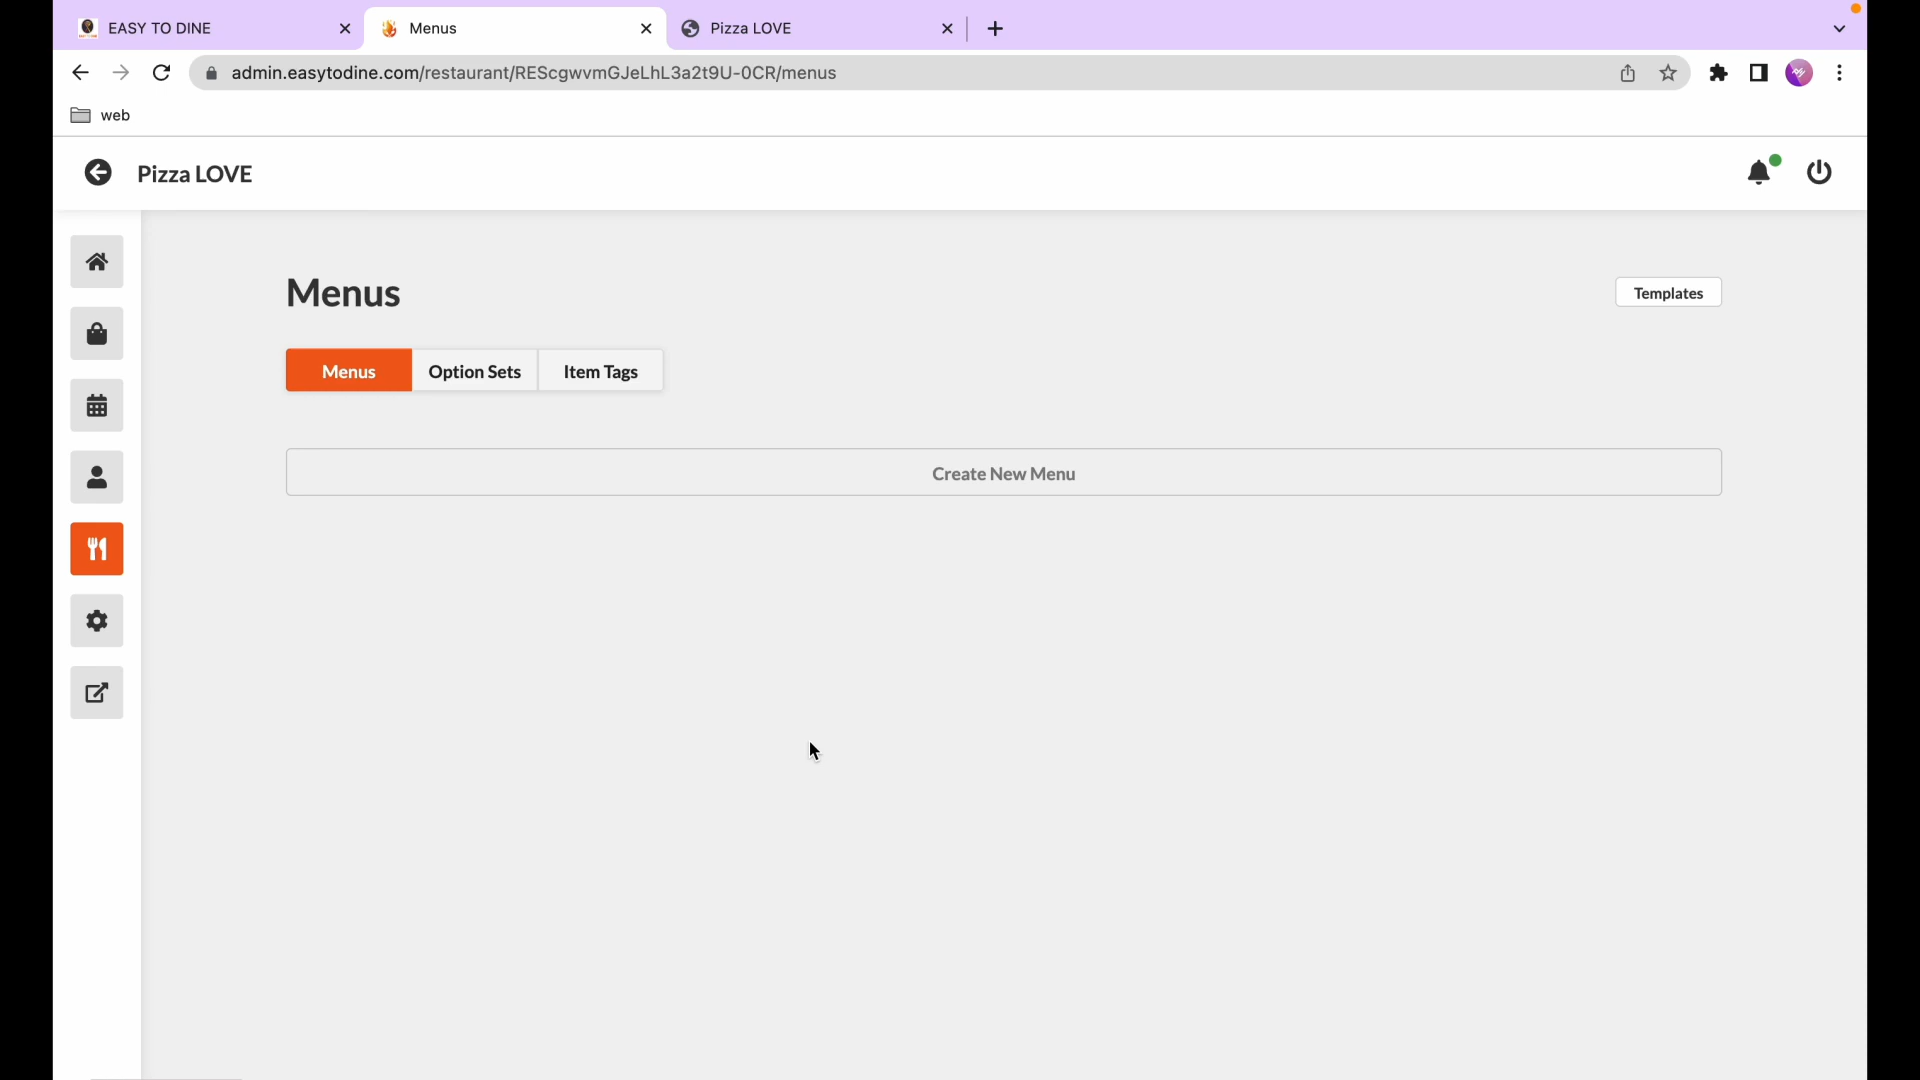 EASY TO DINE
Menus
Pizza LOVE
admin.easytodine.com/restaurant/REScgwvmGJeLhL3a2t9U-0CR/menus
web
Pizza LOVE
Menus
Templates
Menus
Option Sets
Item Tags
Create New Menu